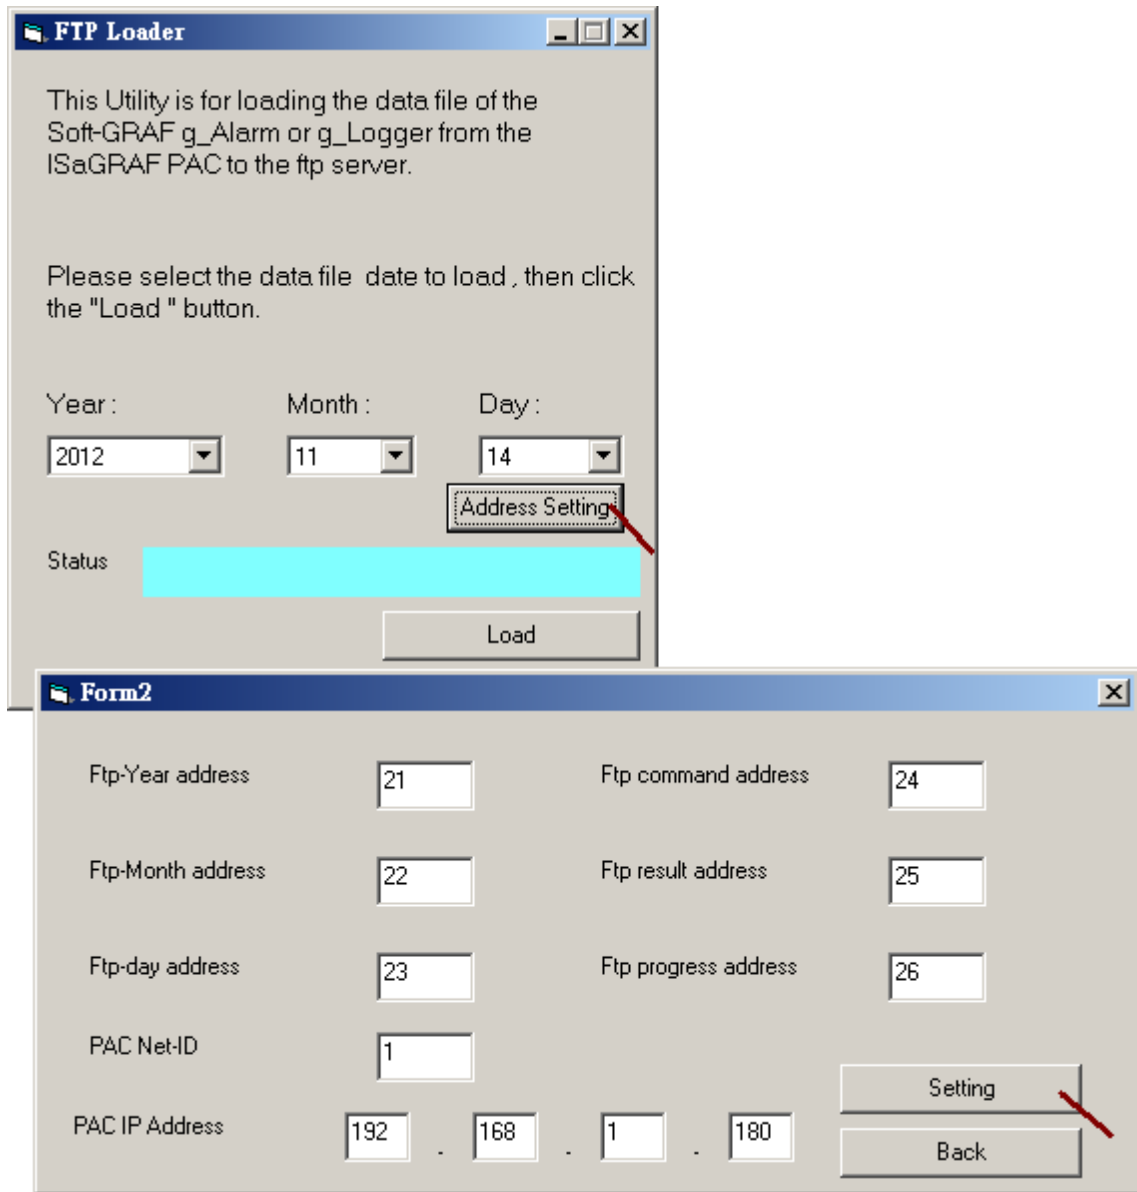 FTP Loader
This Utility is for loading the data file of the
Soft-GRAF g_Alarm or g_Logger from the
ISaGRAF PAC to the ftp server.
Please select the data file  date to load , then click
the "Load " button.
Year : Month : Day :
2012 11 14
Address Setting
Status
Load
Form2
Ftp-Year address 21 Ftp command address 24
Ftp-Month address 22 Ftp result address 25
Ftp-day address 23 Ftp progress address 26
PAC Net-ID 1
Setting
PAC IP Address 192 . 168 . 1 . 180
Back